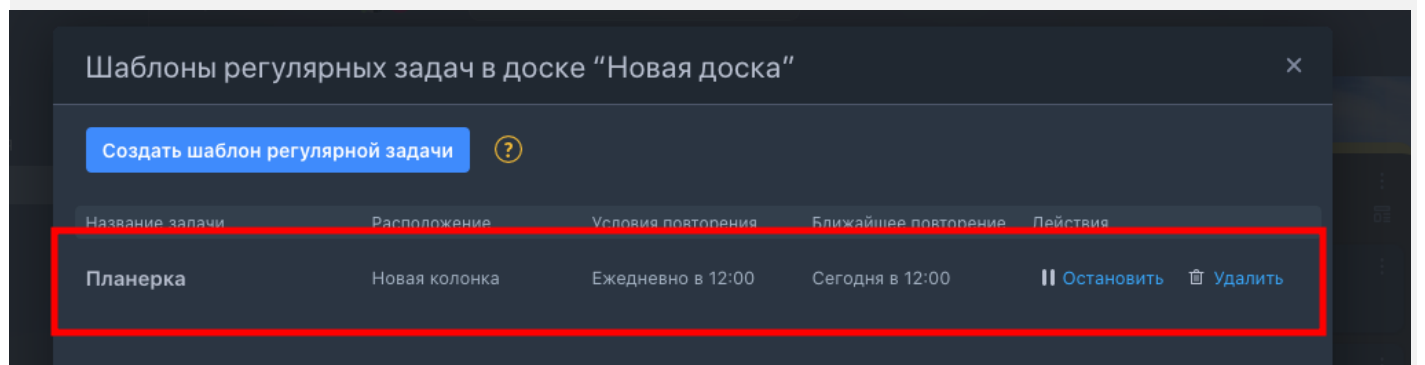 Шаблоны регулярных задач в доске “Новая доска”
Создать шаблон регулярной задачи ?
Название задачи Расположение Условия повторения Ближайшее повторение Действия
Планерка Новая колонка Ежедневно в 12:00 Сегодня в 12:00 Остановить Удалить